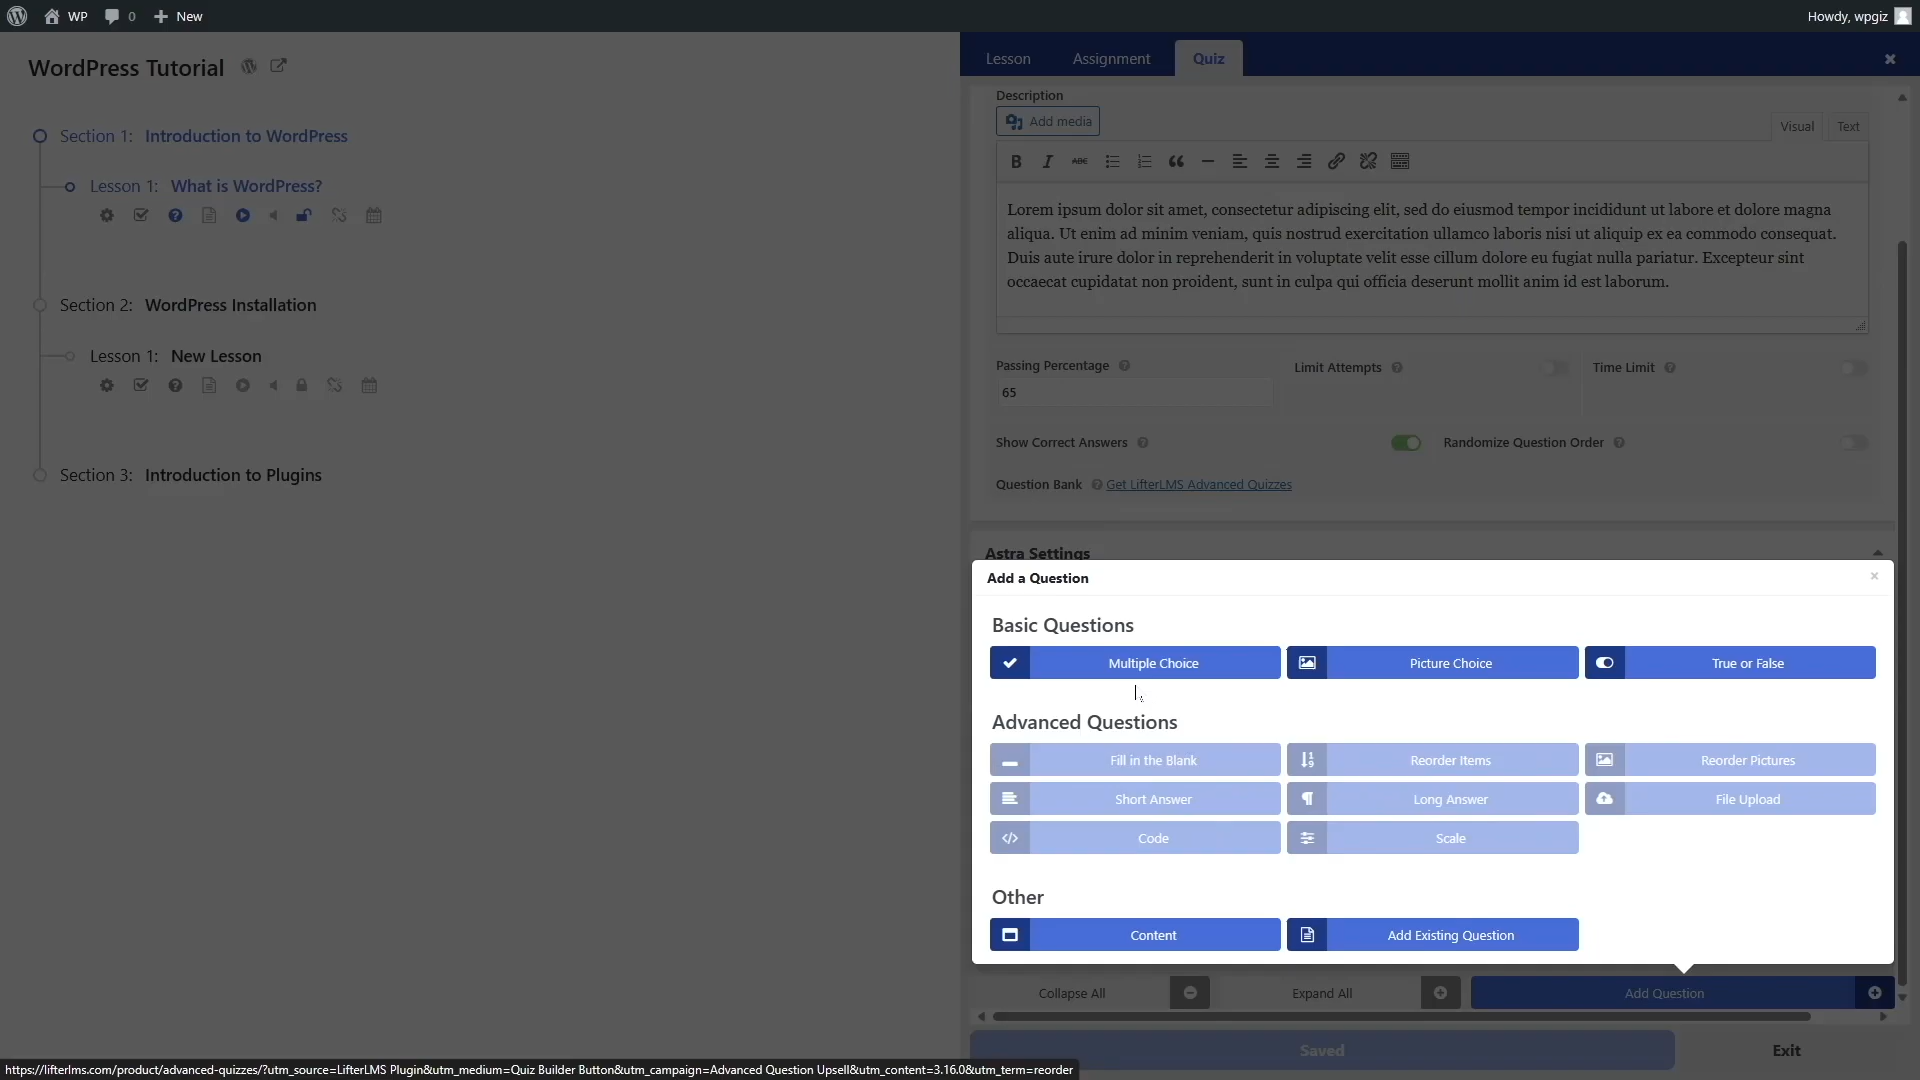 WP 0 New
Howdy, wpgiz
WordPress Tutorial
Section 1: Introduction to WordPress
Lesson 1: What is WordPress?
Section 2: WordPress Installation
Lesson 1: New Lesson
Section 3: Introduction to Plugins
Lesson Assignment Quiz
Description
Add media
Visual Text
B I ABC
Lorem ipsum dolor sit amet, consectetur adipiscing elit, sed do eiusmod tempor incididunt ut labore et dolore magna
aliqua. Ut enim ad minim veniam, quis nostrud exercitation ullamco laboris nisi ut aliquip ex ea commodo consequat.
Duis aute irure dolor in reprehenderit in voluptate velit esse cillum dolore eu fugiat nulla pariatur. Excepteur sint
occaecat cupidatat non proident, sunt in culpa qui officia deserunt mollit anim id est laborum.
Passing Percentage Limit Attempts Time Limit
65
Show Correct Answers Randomize Question Order
Question Bank Get LifterLMS Advanced Quizzes
Astra Settings
Add a Question
Basic Questions
Multiple Choice Picture Choice True or False
Advanced Questions
Fill in the Blank Reorder Items Reorder Pictures
Short Answer Long Answer File Upload
Code Scale
Other
Content Add Existing Question
Collapse All Expand All Add Question
Saved Exit
https://lifterlms.com/product/advanced-quizzes/?utm_source=LifterLMS Plugin&utm_medium=Quiz Builder Button&utm_campaign=Advanced Question Upsell&utm_content=3.16.0&utm_term=reorder